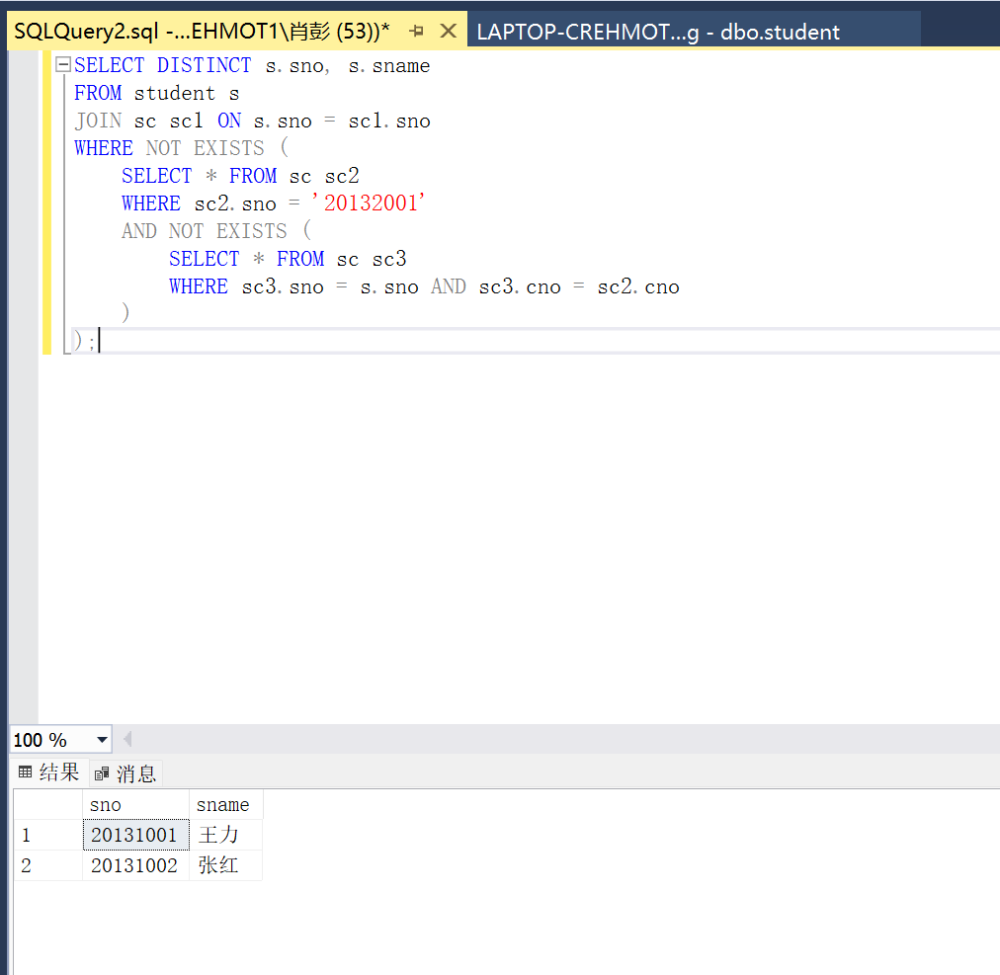 SQLQuery2.sql -...EHMOT1\肖彭 (53))*
LAPTOP-CREHMOT...g - dbo.student
SELECT DISTINCT s.sno, s.sname
FROM student s
JOIN sc sc1 ON s.sno = sc1.sno
WHERE NOT EXISTS (
    SELECT * FROM sc sc2
    WHERE sc2.sno = '20132001'
    AND NOT EXISTS (
        SELECT * FROM sc sc3
        WHERE sc3.sno = s.sno AND sc3.cno = sc2.cno
    )
);
100 %
结果 消息
sno sname
1 20131001 王力
2 20131002 张红